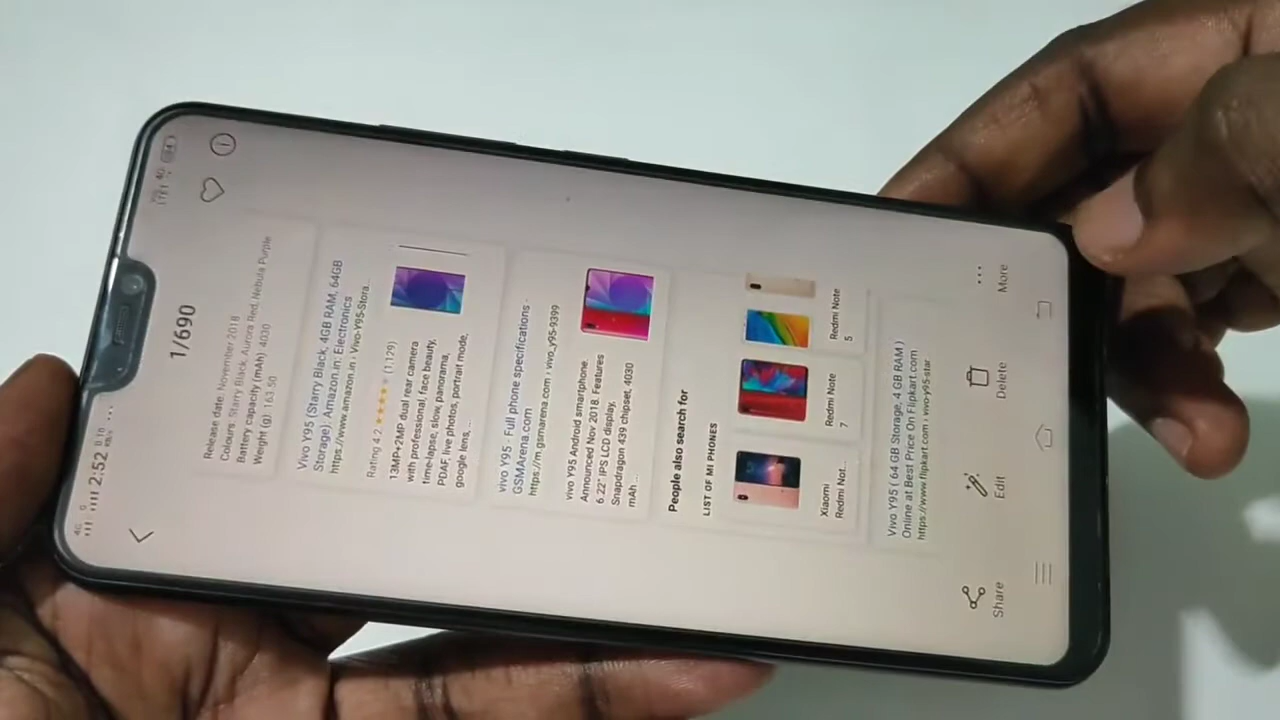 4G
G
2:52
...
4G
1/690
Release date: November 2018
Colours: Starry Black, Aurora Red, Nebula Purple
Battery capacity (mAh): 4030
Weight (g): 163.50
Vivo Y95 (Starry Black, 4GB RAM, 64GB
Storage): Amazon.in: Electronics
https://www.amazon.in › Vivo-Y95-Stora...
Rating 4.2 ★★★★★ (1,129)
13MP+2MP dual rear camera
with professional, face beauty,
time-lapse, slow, panorama,
PDAF, live photos, portrait mode,
google lens, ...
vivo Y95 - Full phone specifications -
GSMArena.com
https://m.gsmarena.com › vivo_y95-9399
vivo Y95 Android smartphone.
Announced Nov 2018. Features
6.22″ IPS LCD display,
Snapdragon 439 chipset, 4030
mAh ...
People also search for
LIST OF MI PHONES
Xiaomi
Redmi Not...
Redmi Note
7
Redmi Note
5
Vivo Y95 ( 64 GB Storage, 4 GB RAM )
Online at Best Price On Flipkart.com
https://www.flipkart.com › vivo-y95-star
Share
Edit
Delete
More